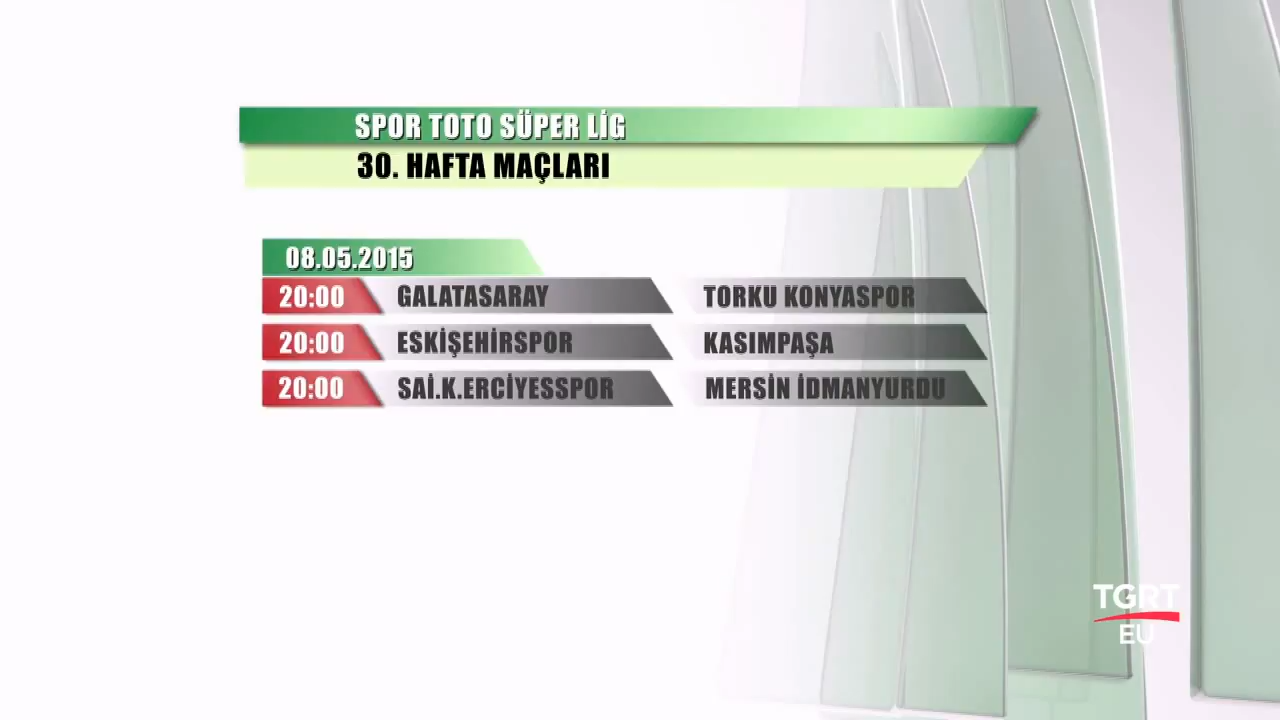 SPOR TOTO SÜPER LİG
30. HAFTA MAÇLARI
08.05.2015
20:00 GALATASARAY TORKU KONYASPOR
20:00 ESKİŞEHİRSPOR KASIMPAŞA
20:00 SAİ.K.ERCİYESSPOR MERSİN İDMANYURDU
TGRT
EU